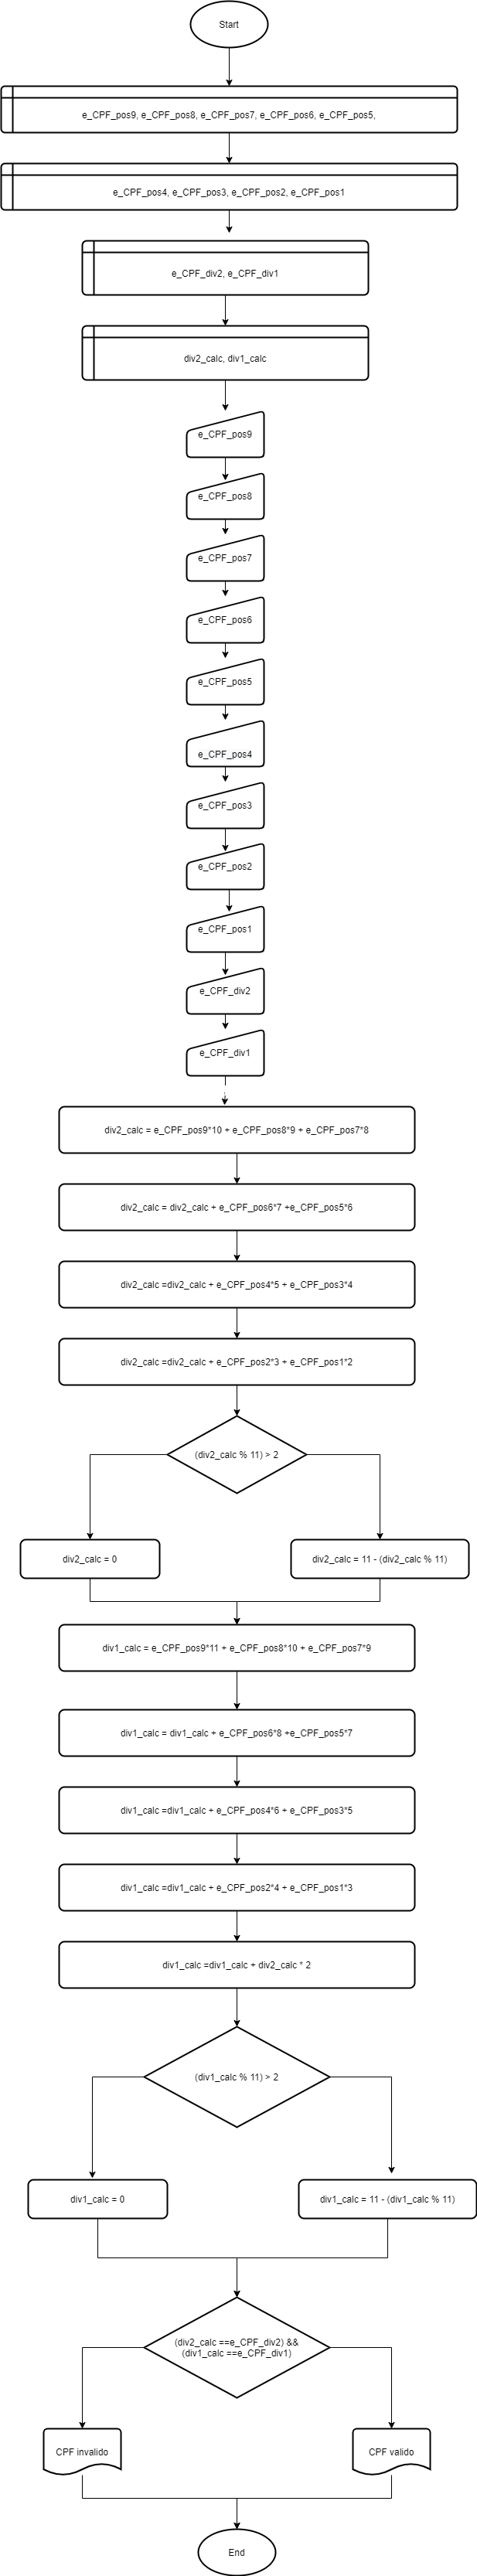 Start
e_CPF_pos9, e_CPF_pos8, e_CPF_pos7, e_CPF_pos6, e_CPF_pos5,
e_CPF_pos4, e_CPF_pos3, e_CPF_pos2, e_CPF_pos1
e_CPF_div2, e_CPF_div1
div2_calc, div1_calc
e_CPF_pos9
e_CPF_pos8
e_CPF_pos7
e_CPF_pos6
e_CPF_pos5
e_CPF_pos4
e_CPF_pos3
e_CPF_pos2
e_CPF_pos1
e_CPF_div2
e_CPF_div1
div2_calc = e_CPF_pos9*10 + e_CPF_pos8*9 + e_CPF_pos7*8
div2_calc = div2_calc + e_CPF_pos6*7 +e_CPF_pos5*6
div2_calc =div2_calc + e_CPF_pos4*5 + e_CPF_pos3*4
div2_calc =div2_calc + e_CPF_pos2*3 + e_CPF_pos1*2
(div2_calc % 11) > 2
div2_calc = 0
div2_calc = 11 - (div2_calc % 11)
div1_calc = e_CPF_pos9*11 + e_CPF_pos8*10 + e_CPF_pos7*9
div1_calc = div1_calc + e_CPF_pos6*8 +e_CPF_pos5*7
div1_calc =div1_calc + e_CPF_pos4*6 + e_CPF_pos3*5
div1_calc =div1_calc + e_CPF_pos2*4 + e_CPF_pos1*3
div1_calc =div1_calc + div2_calc * 2
(div1_calc % 11) > 2
div1_calc = 0
div1_calc = 11 - (div1_calc % 11)
(div2_calc ==e_CPF_div2) &&
(div1_calc ==e_CPF_div1)
CPF invalido
CPF valido
End